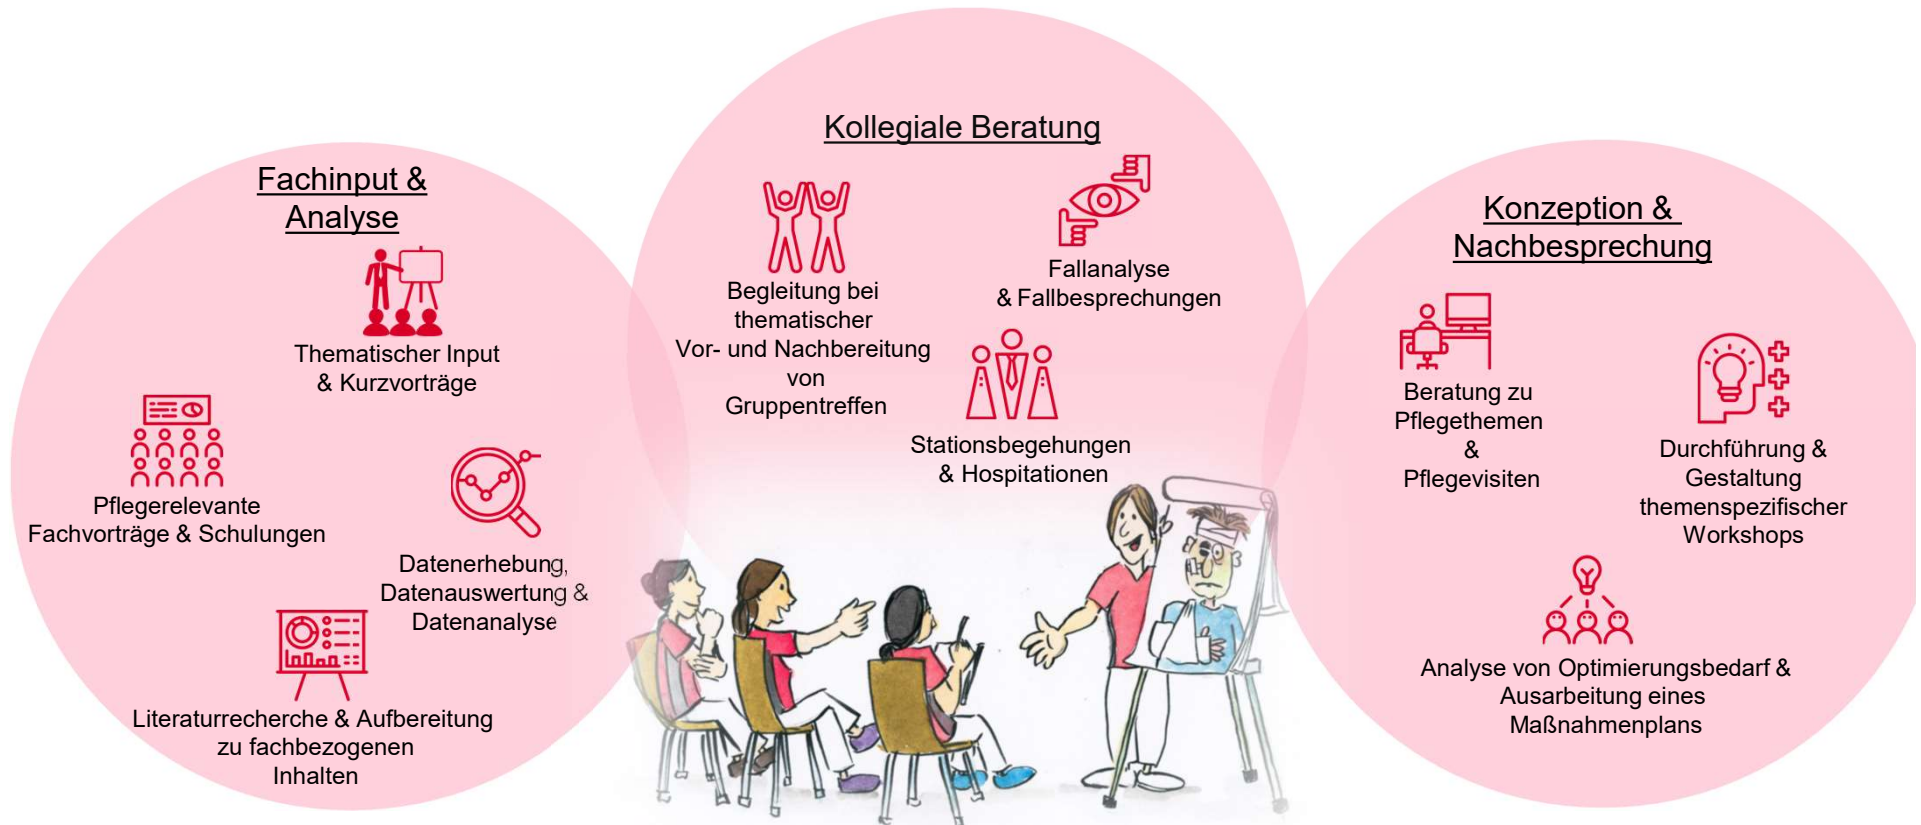 Fachinput &
Analyse
Thematischer Input
& Kurzvorträge
Pflegerelevante
Fachvorträge & Schulungen
Datenerhebung,
Datenauswertung &
Datenanalyse
Literaturrecherche & Aufbereitung
zu fachbezogenen
Inhalten
Kollegiale Beratung
Begleitung bei
thematischer
Vor- und Nachbereitung
von
Gruppentreffen
Fallanalyse
& Fallbesprechungen
Stationsbegehungen
& Hospitationen
Konzeption &
Nachbesprechung
Beratung zu
Pflegethemen
&
Pflegevisiten
Durchführung &
Gestaltung
themenspezifischer
Workshops
Analyse von Optimierungsbedarf &
Ausarbeitung eines
Maßnahmenplans